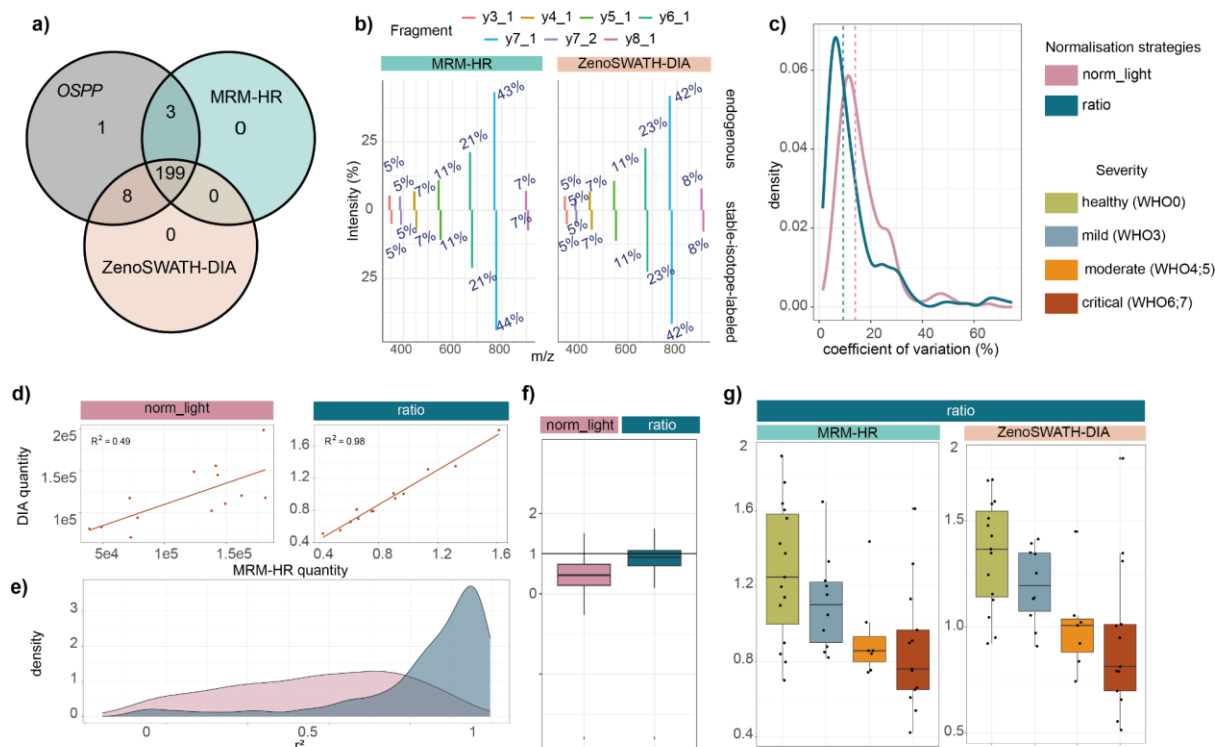 a)
OSPP
1
3
MRM-HR
0
199
8
0
0
ZenoSWATH-DIA
b)
Fragment
y3_1 y4_1 y5_1 y6_1
y7_1 y7_2 y8_1
MRM-HR
ZenoSWATH-DIA
Intensity (%)
25
0
25
43%
21%
11%
5%
5%
7%
7%
5%
5%
7%
11%
21%
44%
7%
42%
23%
11%
5%
5%
7%
8%
5%
5%
7%
11%
23%
42%
8%
endogenous
stable-isotope-labeled
400 600 800
400 600 800
m/z
c)
density
0.06
0.04
0.02
0.00
0 20 40 60
coefficient of variation (%)
Normalisation strategies
norm_light
ratio
Severity
healthy (WHO0)
mild (WHO3)
moderate (WHO4;5)
critical (WHO6;7)
d)
norm_light
ratio
R² = 0.49
R² = 0.98
DIA quantity
2e5
1.5e5
1e5
5e4 1e5 1.5e5
1.6
1.2
0.8
0.4
0.4 0.8 1.2 1.6
MRM-HR quantity
e)
density
3
2
1
0
0 0.5 1
r²
f)
norm_light
ratio
2
1
0
g)
ratio
MRM-HR
ZenoSWATH-DIA
2
1.6
1.2
0.8
0.4
2
1.5
1.0
0.5